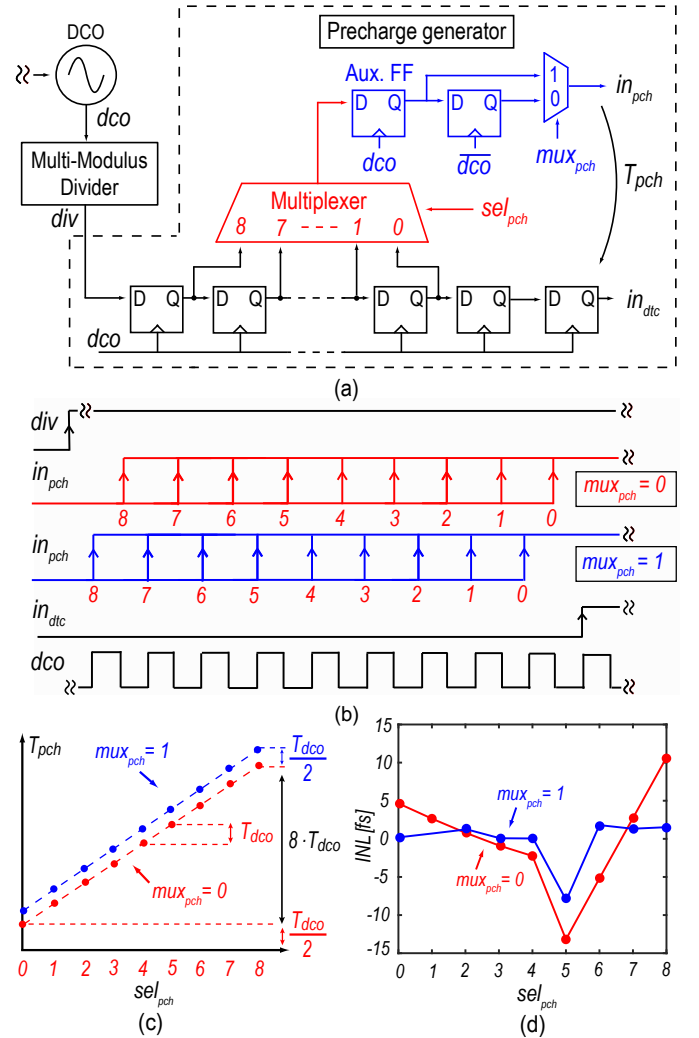 DCO
Precharge generator
Aux. FF
D Q
D Q
1
0
in_pch
dco
dco
dco
mux_pch
T_pch
Multi-Modulus
Divider
div
Multiplexer
8 7 --- 1 0
sel_pch
D Q
D Q
D Q
D Q
D Q
in_dtc
dco
(a)
div
in_pch
8 7 6 5 4 3 2 1 0
mux_pch = 0
in_pch
8 7 6 5 4 3 2 1 0
mux_pch = 1
in_dtc
dco
(b)
T_pch
mux_pch = 1
T_dco
2
T_dco
8 · T_dco
mux_pch = 0
T_dco
2
0 1 2 3 4 5 6 7 8
sel_pch
(c)
15
10
5
0
-5
-10
-15
INL [fs]
mux_pch = 1
mux_pch = 0
0 1 2 3 4 5 6 7 8
sel_pch
(d)